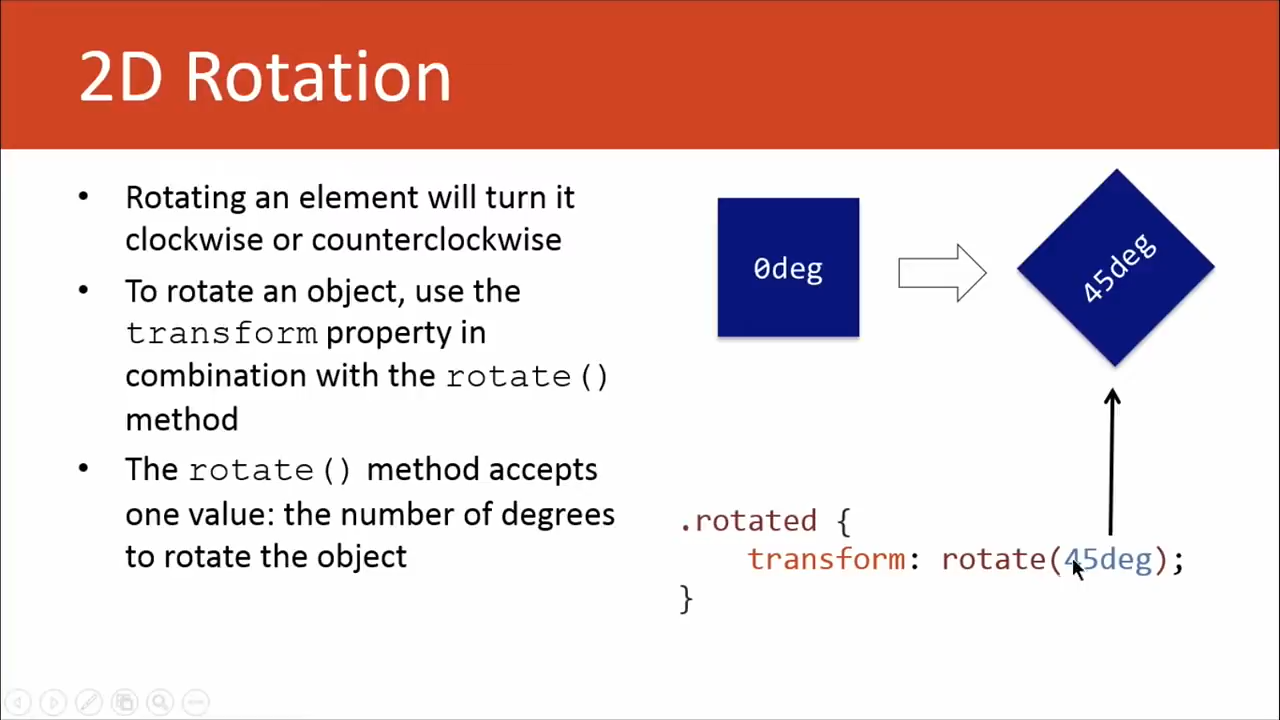 2D Rotation
• Rotating an element will turn it
clockwise or counterclockwise
• To rotate an object, use the
transform property in
combination with the rotate()
method
• The rotate() method accepts
one value: the number of degrees
to rotate the object
0deg
45deg
.rotated {
transform: rotate(45deg);
}